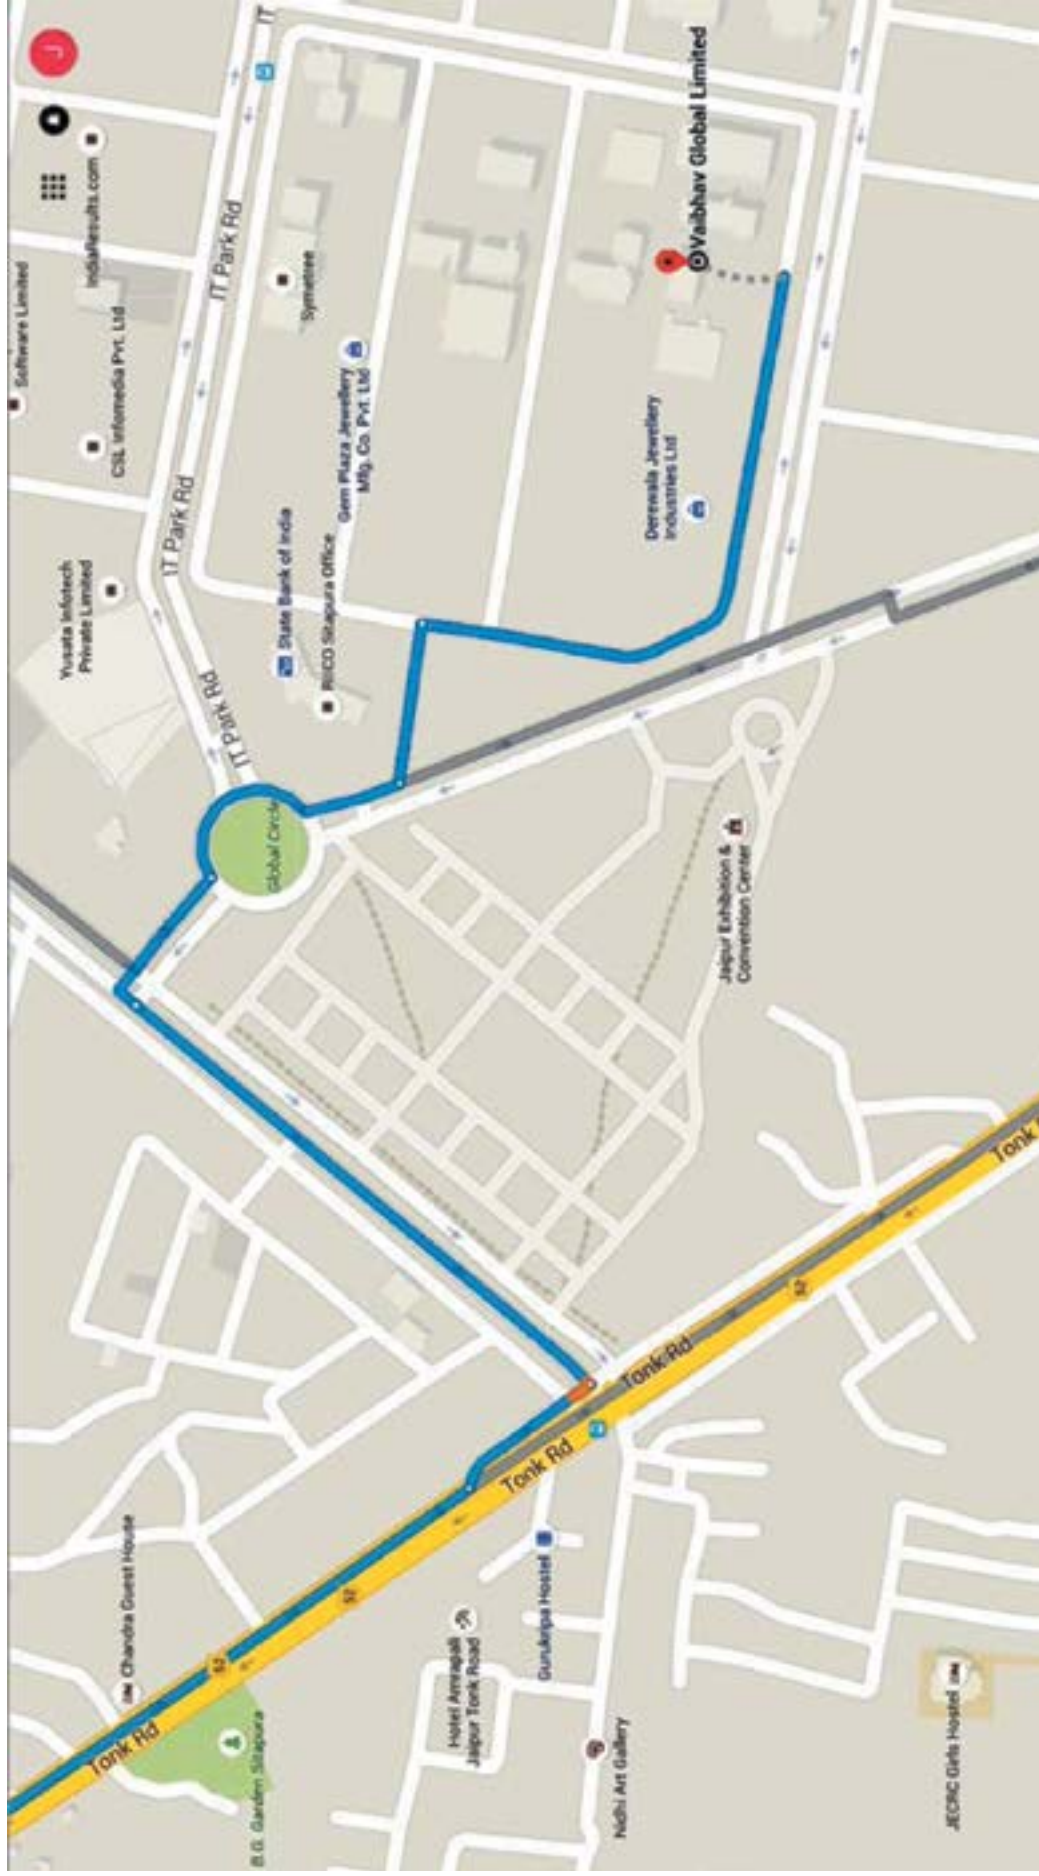 J
Software Limited
IndiaResults.com
CSL Infomedia Pvt. Ltd
IT
IT Park Rd
Yusata Infotech
Private Limited
IT Park Rd
IT Park Rd
Symetree
State Bank of India
RIICO Sitapura Office
Gem Plaza Jewellery
Mfg. Co. Pvt. Ltd
Global Circle
Vaibhav Global Limited
Derewala Jewellery
Industries Ltd
Jaipur Exhibition &
Convention Center
Chandra Guest House
Tonk Rd
52
52
Tonk Rd
Tonk Rd
52
Tonk
B.G. Garden Sitapura
Hotel Amrapali
Jaipur Tonk Road
Gurukripa Hostel
Nidhi Art Gallery
JECRC Girls Hostel